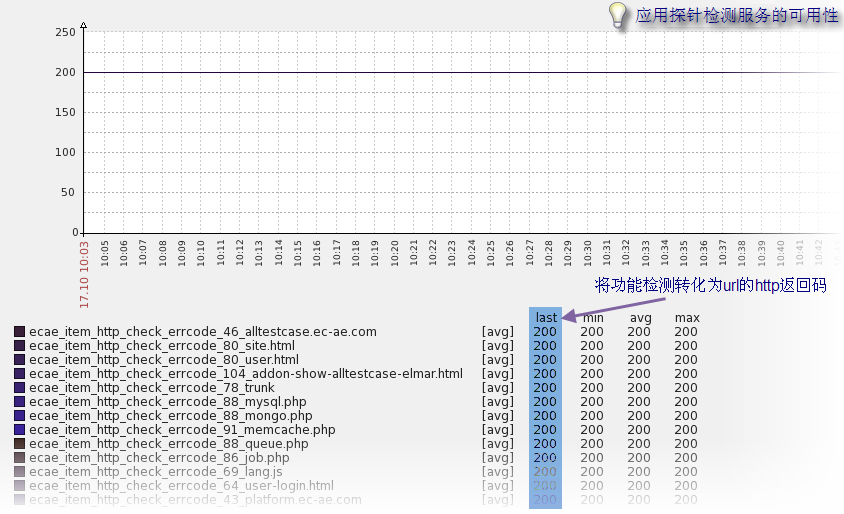 应用探针检测服务的可用性
250
200
150
100
50
0
17.10 10:03
10:05
10:06
10:07
10:08
10:09
10:10
10:11
10:12
10:13
10:14
10:15
10:16
10:17
10:18
10:19
10:20
10:21
10:22
10:23
10:24
10:25
10:26
10:27
10:28
10:29
10:30
10:31
10:32
10:33
10:34
10:35
10:36
10:37
10:38
10:39
10:40
10:41
10:42
将功能检测转化为url的http返回码
last min avg max
ecae_item_http_check_errcode_46_alltestcase.ec-ae.com [avg] 200 200 200 200
ecae_item_http_check_errcode_80_site.html [avg] 200 200 200 200
ecae_item_http_check_errcode_80_user.html [avg] 200 200 200 200
ecae_item_http_check_errcode_104_addon-show-alltestcase-elmar.html [avg] 200 200 200 200
ecae_item_http_check_errcode_78_trunk [avg] 200 200 200 200
ecae_item_http_check_errcode_88_mysql.php [avg] 200 200 200 200
ecae_item_http_check_errcode_88_mongo.php [avg] 200 200 200 200
ecae_item_http_check_errcode_91_memcache.php [avg] 200 200 200 200
ecae_item_http_check_errcode_88_queue.php [avg] 200 200 200 200
ecae_item_http_check_errcode_86_job.php [avg] 200 200 200 200
ecae_item_http_check_errcode_69_lang.js [avg] 200 200 200 200
ecae_item_http_check_errcode_64_user-login.html [avg] 200 200 200 200
ecae_item_http_check_errcode_43_platform.ec-ae.com [avg] 200 200 200 200